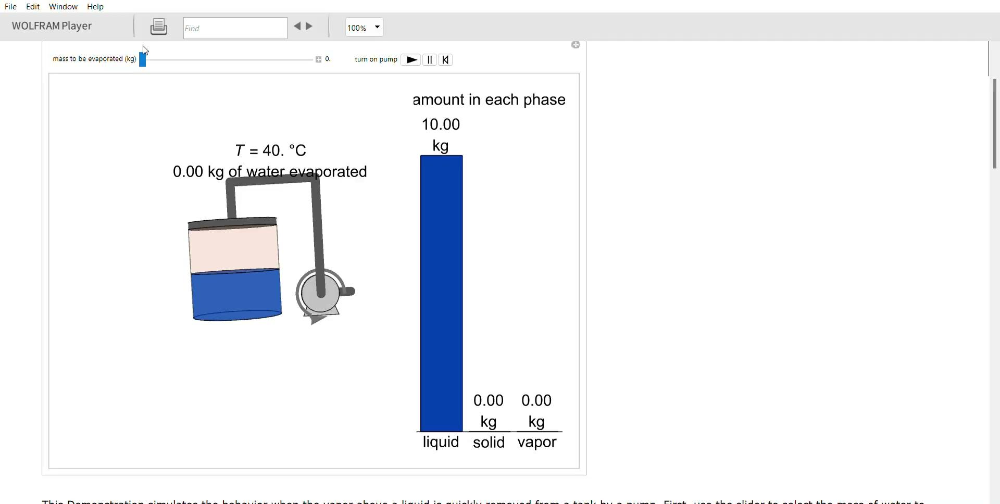 File Edit Window Help
WOLFRAM Player Find 100%
mass to be evaporated (kg) 0. turn on pump
amount in each phase
10.00
kg
T = 40. °C
0.00 kg of water evaporated
0.00 0.00
kg kg
liquid solid vapor
This Demonstration simulates the behavior when the vapor above a liquid is quickly removed from a tank by a pump. First, use the slider to select the mass of water to